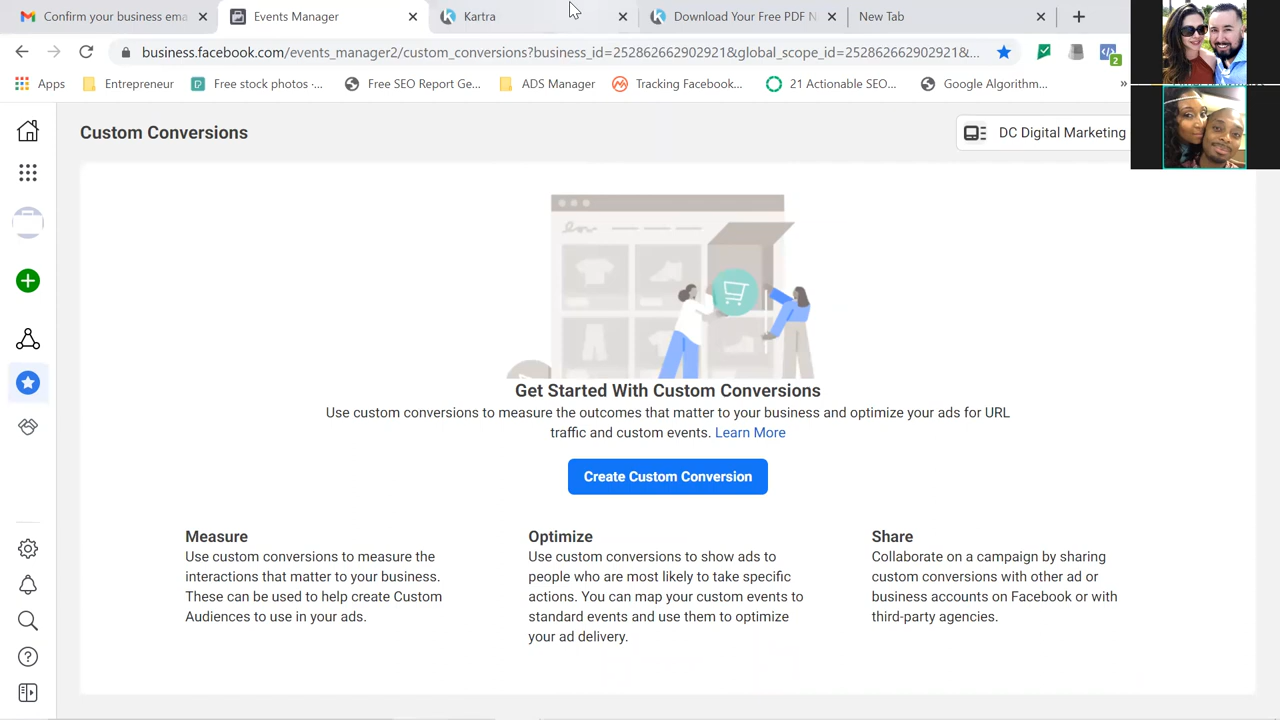 Confirm your business ema
Events Manager
Kartra
Download Your Free PDF N
New Tab
business.facebook.com/events_manager2/custom_conversions?business_id=252862662902921&global_scope_id=252862662902921&...
2
Apps
Entrepreneur
Free stock photos ·...
Free SEO Report Ge...
ADS Manager
Tracking Facebook...
21 Actionable SEO...
Google Algorithm...
»
Custom Conversions
DC Digital Marketing
Get Started With Custom Conversions
Use custom conversions to measure the outcomes that matter to your business and optimize your ads for URL
traffic and custom events. Learn More
Create Custom Conversion
Measure
Use custom conversions to measure the
interactions that matter to your business.
These can be used to help create Custom
Audiences to use in your ads.
Optimize
Use custom conversions to show ads to
people who are most likely to take specific
actions. You can map your custom events to
standard events and use them to optimize
your ad delivery.
Share
Collaborate on a campaign by sharing
custom conversions with other ad or
business accounts on Facebook or with
third-party agencies.